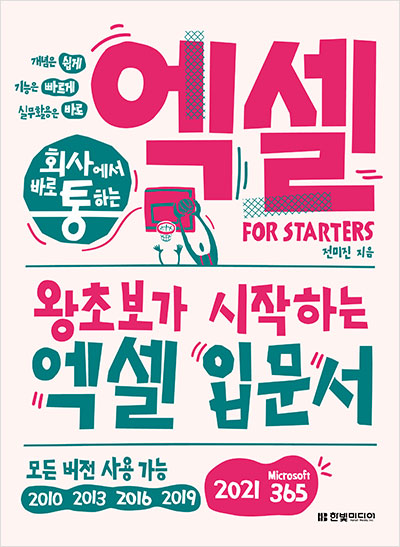 개념은 쉽게
기능은 빠르게
실무활용은 바로
엑셀
회사에서
바로 통하는
FOR STARTERS
전미진 지음
왕초보가 시작하는
엑셀 "입문"서
모든 버전 사용 가능
2010 2013 2016 2019
2021 Microsoft 365
한빛미디어
Hanbit Media, Inc.